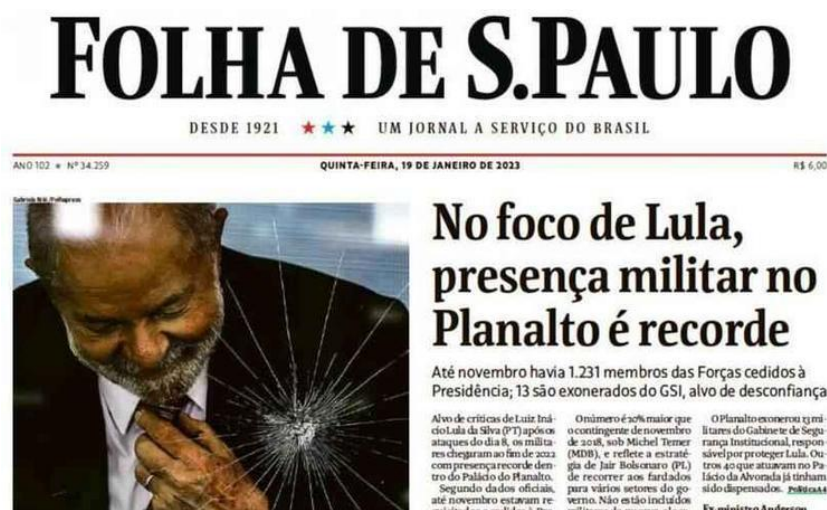 FOLHA DE S.PAULO
DESDE 1921 ★★★ UM JORNAL A SERVIÇO DO BRASIL
ANO 102 ★ Nº 34.259
QUINTA-FEIRA, 19 DE JANEIRO DE 2023
R$ 6,00
No foco de Lula,
presença militar no
Planalto é recorde
Até novembro havia 1.231 membros das Forças cedidos à
Presidência; 13 são exonerados do GSI, alvo de desconfiança
Alvo de críticas de Luiz Iná-
cio Lula da Silva (PT) após os
ataques do dia 8, os milita-
res chegaram ao fim de 2022
com presença recorde den-
tro do Palácio do Planalto.
Segundo dados oficiais,
até novembro estavam re-
O número é 20% maior que
o contingente de novembro
de 2018, sob Michel Temer
(MDB), e reflete a estraté-
gia de Jair Bolsonaro (PL)
de recorrer aos fardados
para vários setores do go-
verno. Não estão incluídos
O Planalto exonerou 13 mi-
litares do Gabinete de Segu-
rança Institucional, respon-
sável por proteger Lula. Ou-
tros 40 que atuavam no Pa-
lácio da Alvorada já tinham
sido dispensados. Política A4
Ex-ministro Anderson